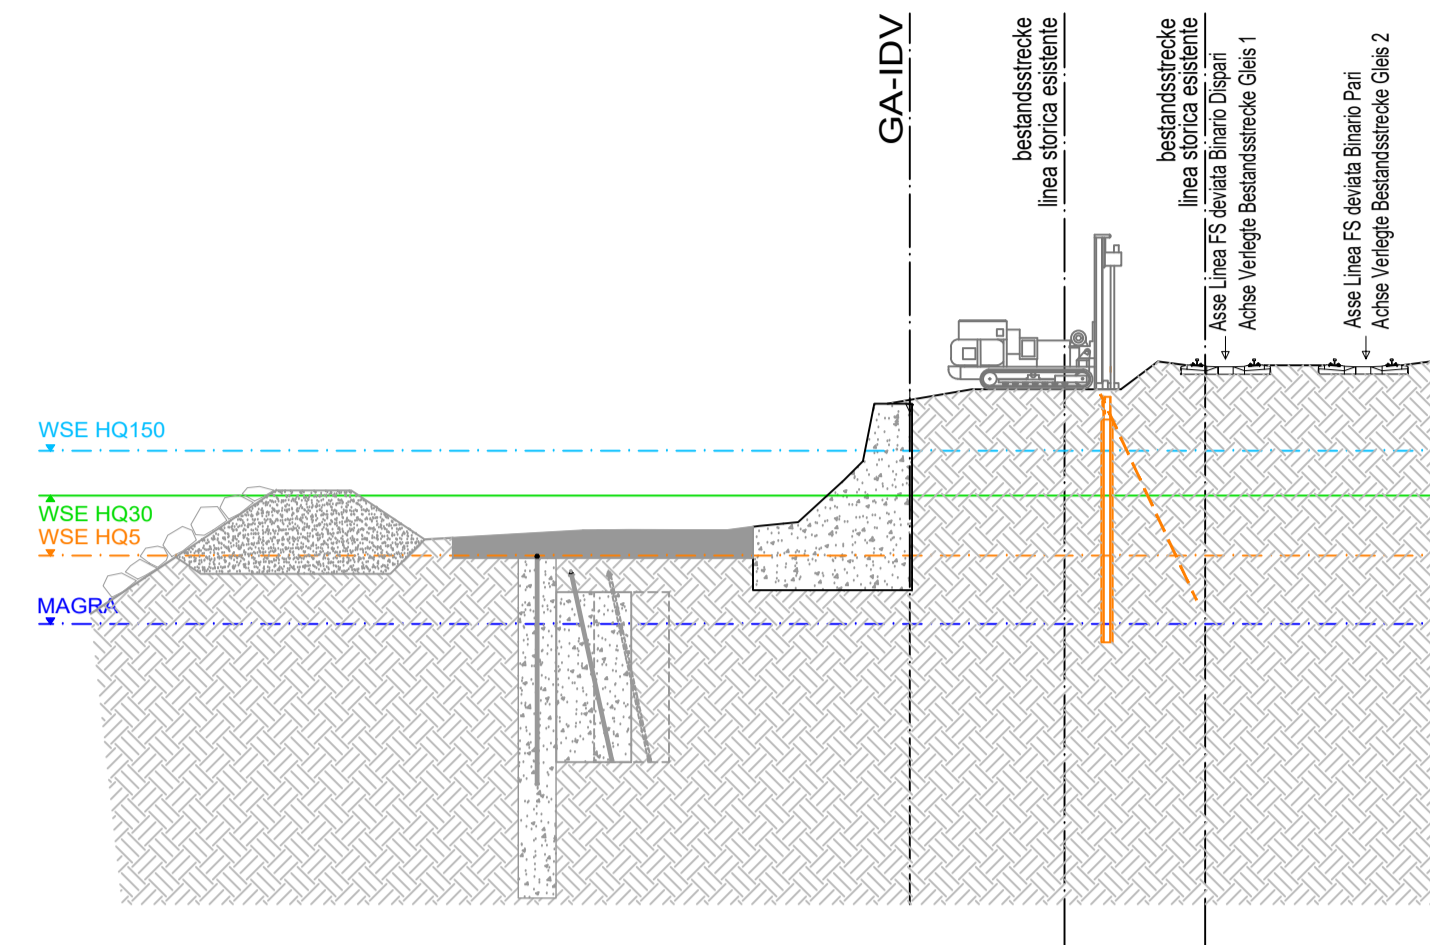 GA-IDV
bestandsstrecke
linea storica esistente
bestandsstrecke
linea storica esistente
Asse Linea FS deviata Binario Dispari
Achse Verlegte Bestandsstrecke Gleis 1
Asse Linea FS deviata Binario Pari
Achse Verlegte Bestandsstrecke Gleis 2
WSE HQ150
WSE HQ30
WSE HQ5
MAGRA